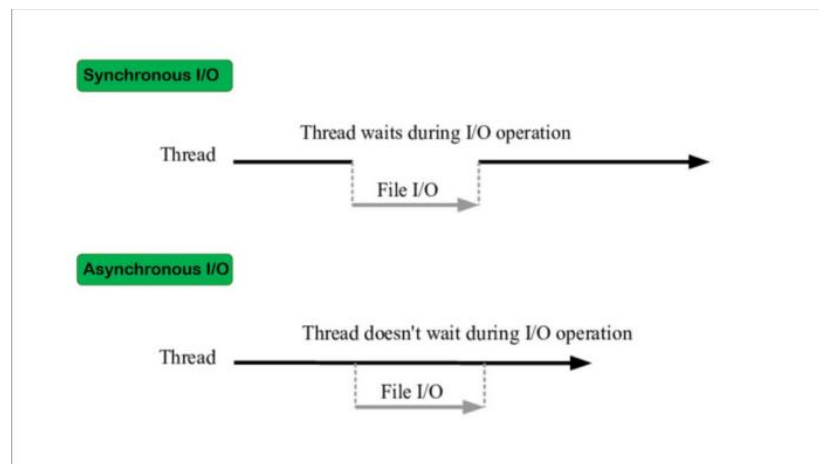 Synchronous I/O
Thread waits during I/O operation
Thread
File I/O
Asynchronous I/O
Thread doesn't wait during I/O operation
Thread
File I/O